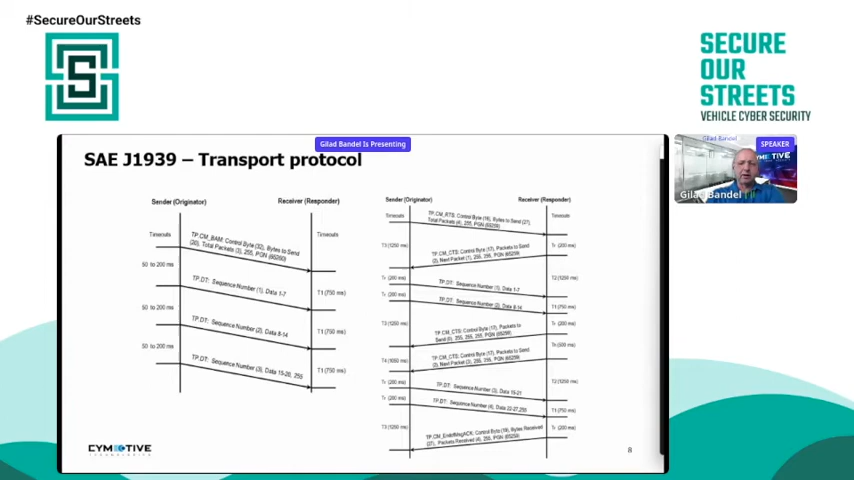 #SecureOurStreets
SECURE
OUR
STREETS
VEHICLE CYBER SECURITY
Gilad Bandel Is Presenting
SPEAKER
Gilad Bandel
SAE J1939 – Transport protocol
Sender (Originator)
Receiver (Responder)
Timeouts
Timeouts
TP.CM_BAM: Control Byte (32), Bytes to Send
(20), Total Packets (3), 255, PGN (65260)
50 to 200 ms
TP.DT: Sequence Number (1), Data 1-7
T1 (750 ms)
50 to 200 ms
TP.DT: Sequence Number (2), Data 8-14
T1 (750 ms)
50 to 200 ms
TP.DT: Sequence Number (3), Data 15-20, 255
T1 (750 ms)
Sender (Originator)
Receiver (Responder)
Timeouts
Timeouts
TP.CM_RTS: Control Byte (16), Bytes to Send (27),
Total Packets (4), 255, PGN (65259)
T3 (1250 ms)
Tr (200 ms)
TP.CM_CTS: Control Byte (17), Packets to Send
(2), Next Packet (1), 255, 255, PGN (65259)
Tr (200 ms)
T2 (1250 ms)
TP.DT: Sequence Number (1), Data 1-7
Tr (200 ms)
TP.DT: Sequence Number (2), Data 8-14
T1 (750 ms)
T3 (1250 ms)
Tr (200 ms)
TP.CM_CTS: Control Byte (17), Packets to
Send (0), 255, 255, 255, PGN (65259)
Th (500 ms)
T4 (1050 ms)
TP.CM_CTS: Control Byte (17), Packets to Send
(2), Next Packet (3), 255, 255, PGN (65259)
Tr (200 ms)
T2 (1250 ms)
TP.DT: Sequence Number (3), Data 15-21
Tr (200 ms)
TP.DT: Sequence Number (4), Data 22-27,255
T1 (750 ms)
T3 (1250 ms)
Tr (200 ms)
TP.CM_EndofMsgACK: Control Byte (19), Bytes Received
(27), Packets Received (4), 255, PGN (65259)
CYMOTIVE
TECHNOLOGIES
8